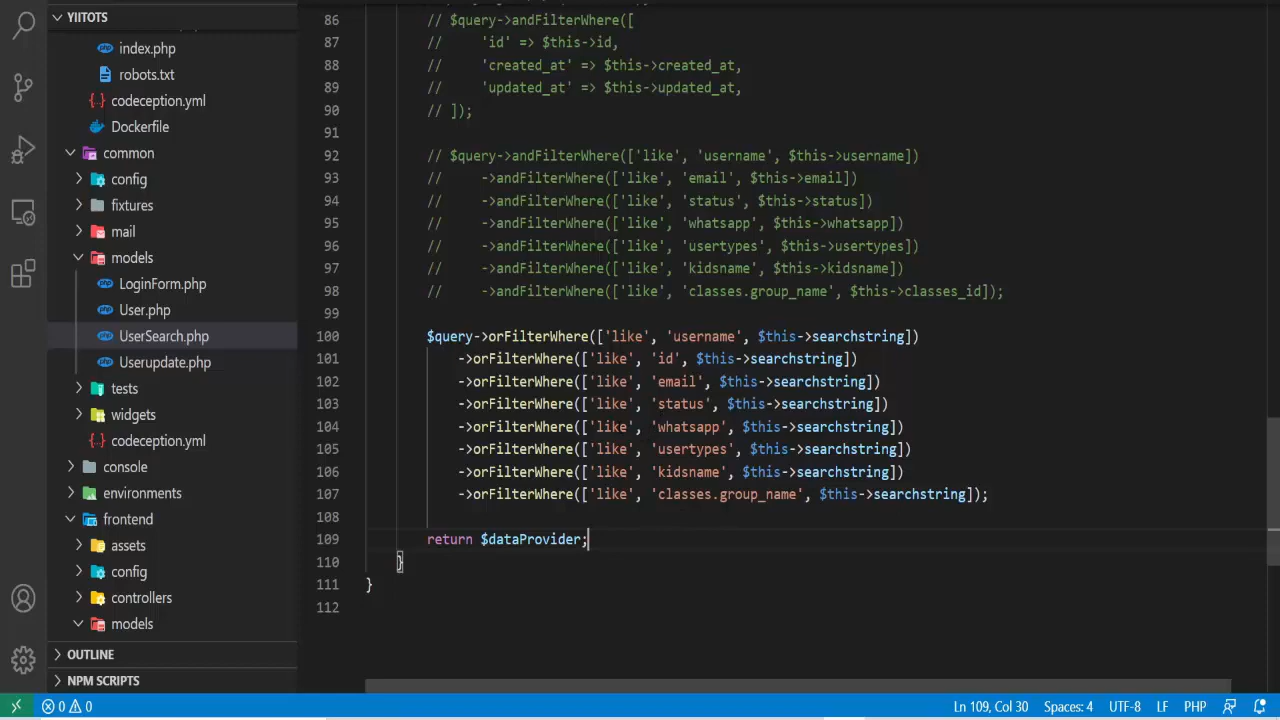 YIITOTS
index.php
robots.txt
{..} codeception.yml
Dockerfile
common
config
fixtures
mail
models
LoginForm.php
User.php
UserSearch.php
Userupdate.php
tests
widgets
{..} codeception.yml
console
environments
frontend
assets
config
controllers
models
OUTLINE
NPM SCRIPTS
86 // $query->andFilterWhere([
87 //     'id' => $this->id,
88 //     'created_at' => $this->created_at,
89 //     'updated_at' => $this->updated_at,
90 // ]);
91
92 // $query->andFilterWhere(['like', 'username', $this->username])
93 //     ->andFilterWhere(['like', 'email', $this->email])
94 //     ->andFilterWhere(['like', 'status', $this->status])
95 //     ->andFilterWhere(['like', 'whatsapp', $this->whatsapp])
96 //     ->andFilterWhere(['like', 'usertypes', $this->usertypes])
97 //     ->andFilterWhere(['like', 'kidsname', $this->kidsname])
98 //     ->andFilterWhere(['like', 'classes.group_name', $this->classes_id]);
99
100 $query->orFilterWhere(['like', 'username', $this->searchstring])
101     ->orFilterWhere(['like', 'id', $this->searchstring])
102     ->orFilterWhere(['like', 'email', $this->searchstring])
103     ->orFilterWhere(['like', 'status', $this->searchstring])
104     ->orFilterWhere(['like', 'whatsapp', $this->searchstring])
105     ->orFilterWhere(['like', 'usertypes', $this->searchstring])
106     ->orFilterWhere(['like', 'kidsname', $this->searchstring])
107     ->orFilterWhere(['like', 'classes.group_name', $this->searchstring]);
108
109 return $dataProvider;
110 }
111 }
112
0 0 Ln 109, Col 30 Spaces: 4 UTF-8 LF PHP